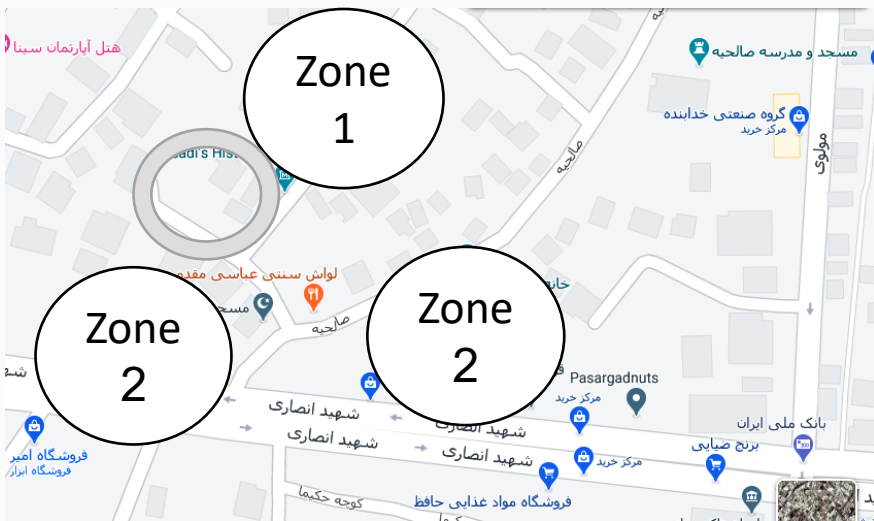 هتل آپارتمان سینا
Zone
1
مسجد و مدرسه صالحیه
گروه صنعتی خدابنده
مرکز خرید
مولوی
صالحیه
لواش سنتی عباسی
Zone
2
صالحیه
Zone
2
Pasargadnuts
مرکز خرید
شهید انصاری
شهید انصاری
شهید انصاری
شهید انصاری
بانک ملی ایران
برنج ضیایی
مرکز خرید
فروشگاه امیر
فروشگاه ابزار
فروشگاه مواد غذایی حافظ
کوچه حکیما